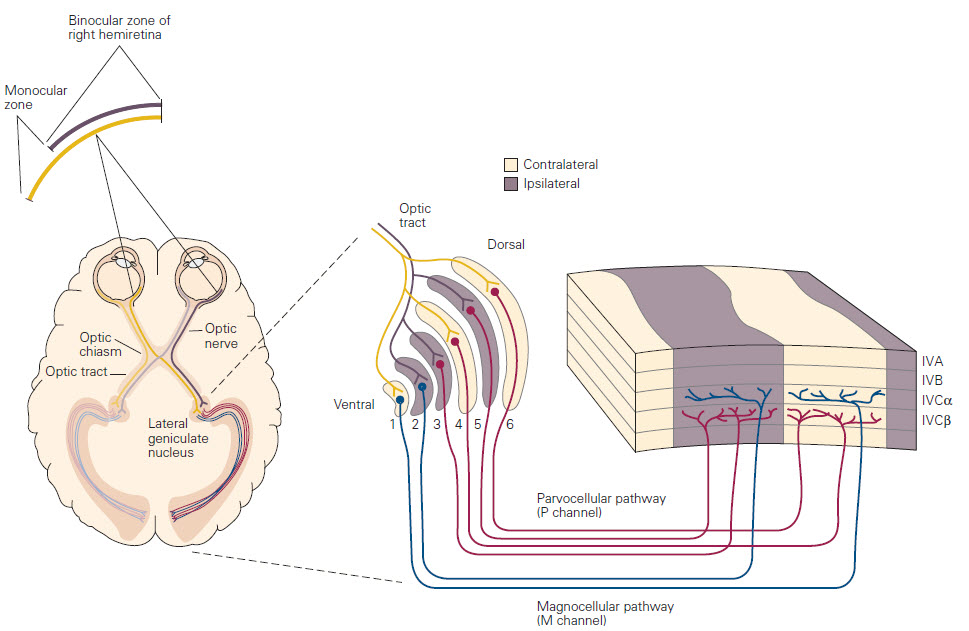 Binocular zone of
right hemiretina
Monocular
zone
Contralateral
Ipsilateral
Optic
tract
Dorsal
Optic
chiasm
Optic
nerve
Optic tract
Lateral
geniculate
nucleus
Ventral
1 2 3 4 5 6
IVA
IVB
IVCα
IVCβ
Parvocellular pathway
(P channel)
Magnocellular pathway
(M channel)